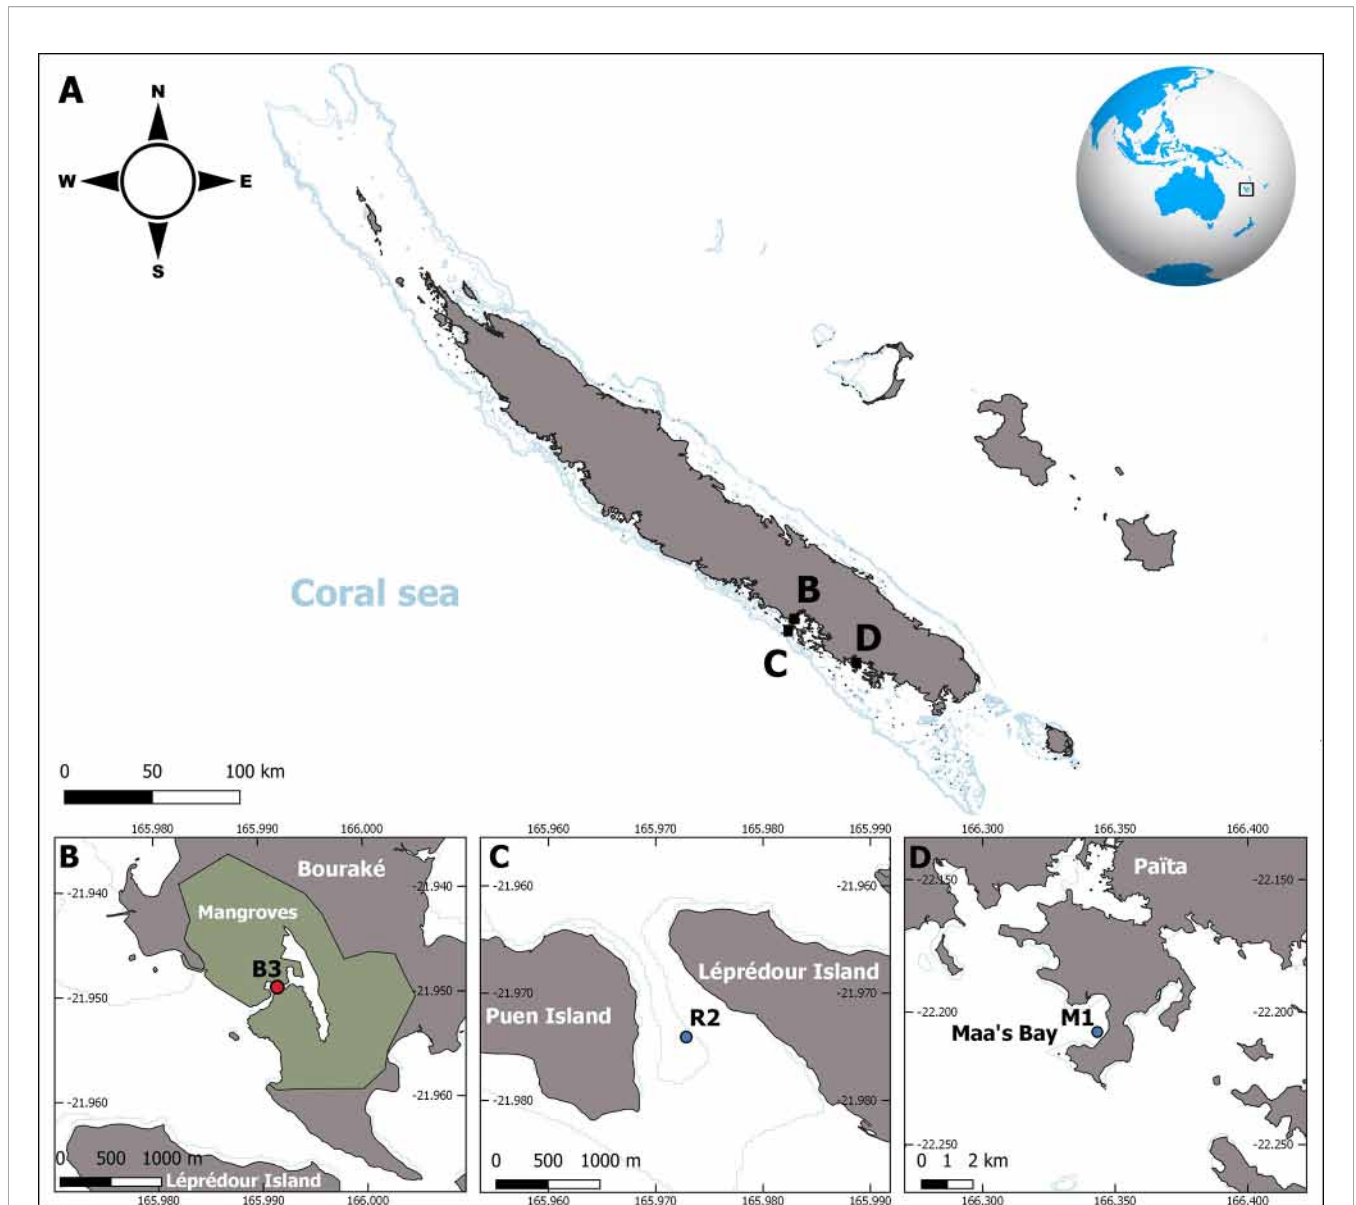 A
N
W E
S
Coral sea
B
D
C
0 50 100 km
165.980 165.990 166.000
165.960 165.970 165.980 165.990
166.300 166.350 166.400
B
Bouraké
-21.940 -21.940
Mangroves
B3
-21.950 -21.950
-21.960 -21.960
0 500 1000 m
Léprédour Island
165.980 165.990 166.000
C
-21.960 -21.960
Léprédour Island
-21.970 -21.970
Puen Island
R2
-21.980 -21.980
0 500 1000 m
165.960 165.970 165.980 165.990
D
Païta
-22.150 -22.150
-22.200 -22.200
M1
Maa's Bay
-22.250 -22.250
0 1 2 km
166.300 166.350 166.400